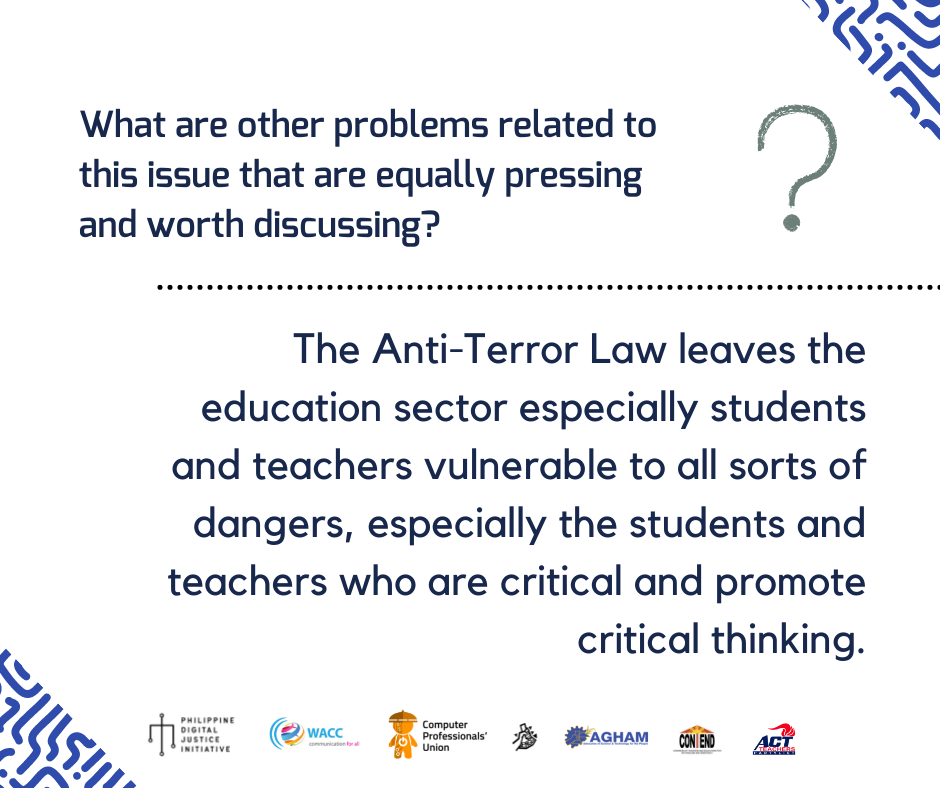 What are other problems related to
this issue that are equally pressing
and worth discussing?
The Anti-Terror Law leaves the
education sector especially students
and teachers vulnerable to all sorts of
dangers, especially the students and
teachers who are critical and promote
critical thinking.
PHILIPPINE
DIGITAL
JUSTICE
INITIATIVE
WACC
communication for all
Computer
Professionals'
Union
AGHAM
CONTEND
ACT
TEACHERS